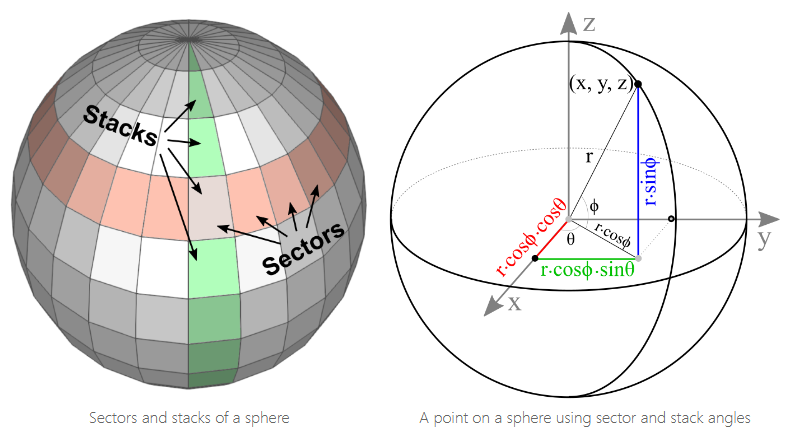 Stacks
Sectors
Sectors and stacks of a sphere
z
(x, y, z)
r
r·sinϕ
ϕ
r·cosϕ
θ
r·cosϕ·cosθ
r·cosϕ·sinθ
x
y
A point on a sphere using sector and stack angles